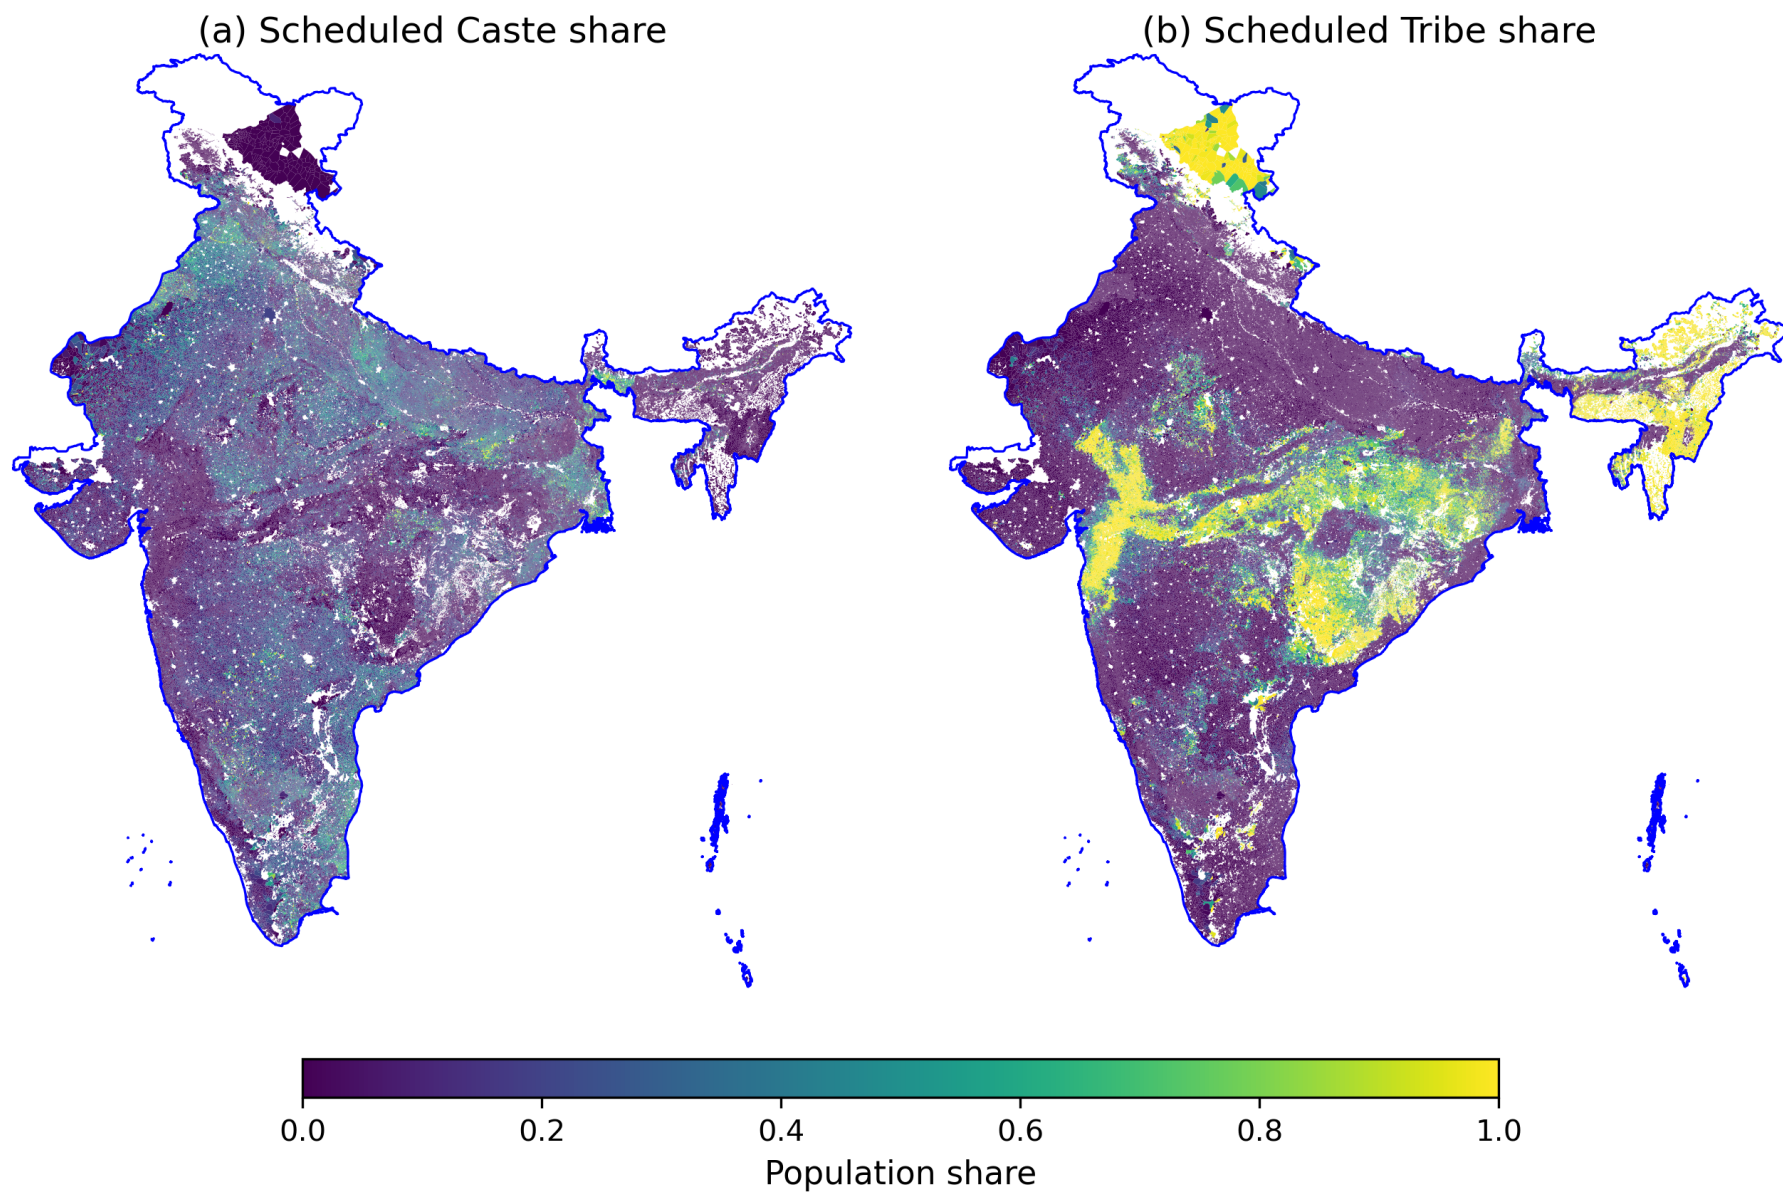 (a) Scheduled Caste share
(b) Scheduled Tribe share
0.0 0.2 0.4 0.6 0.8 1.0
Population share